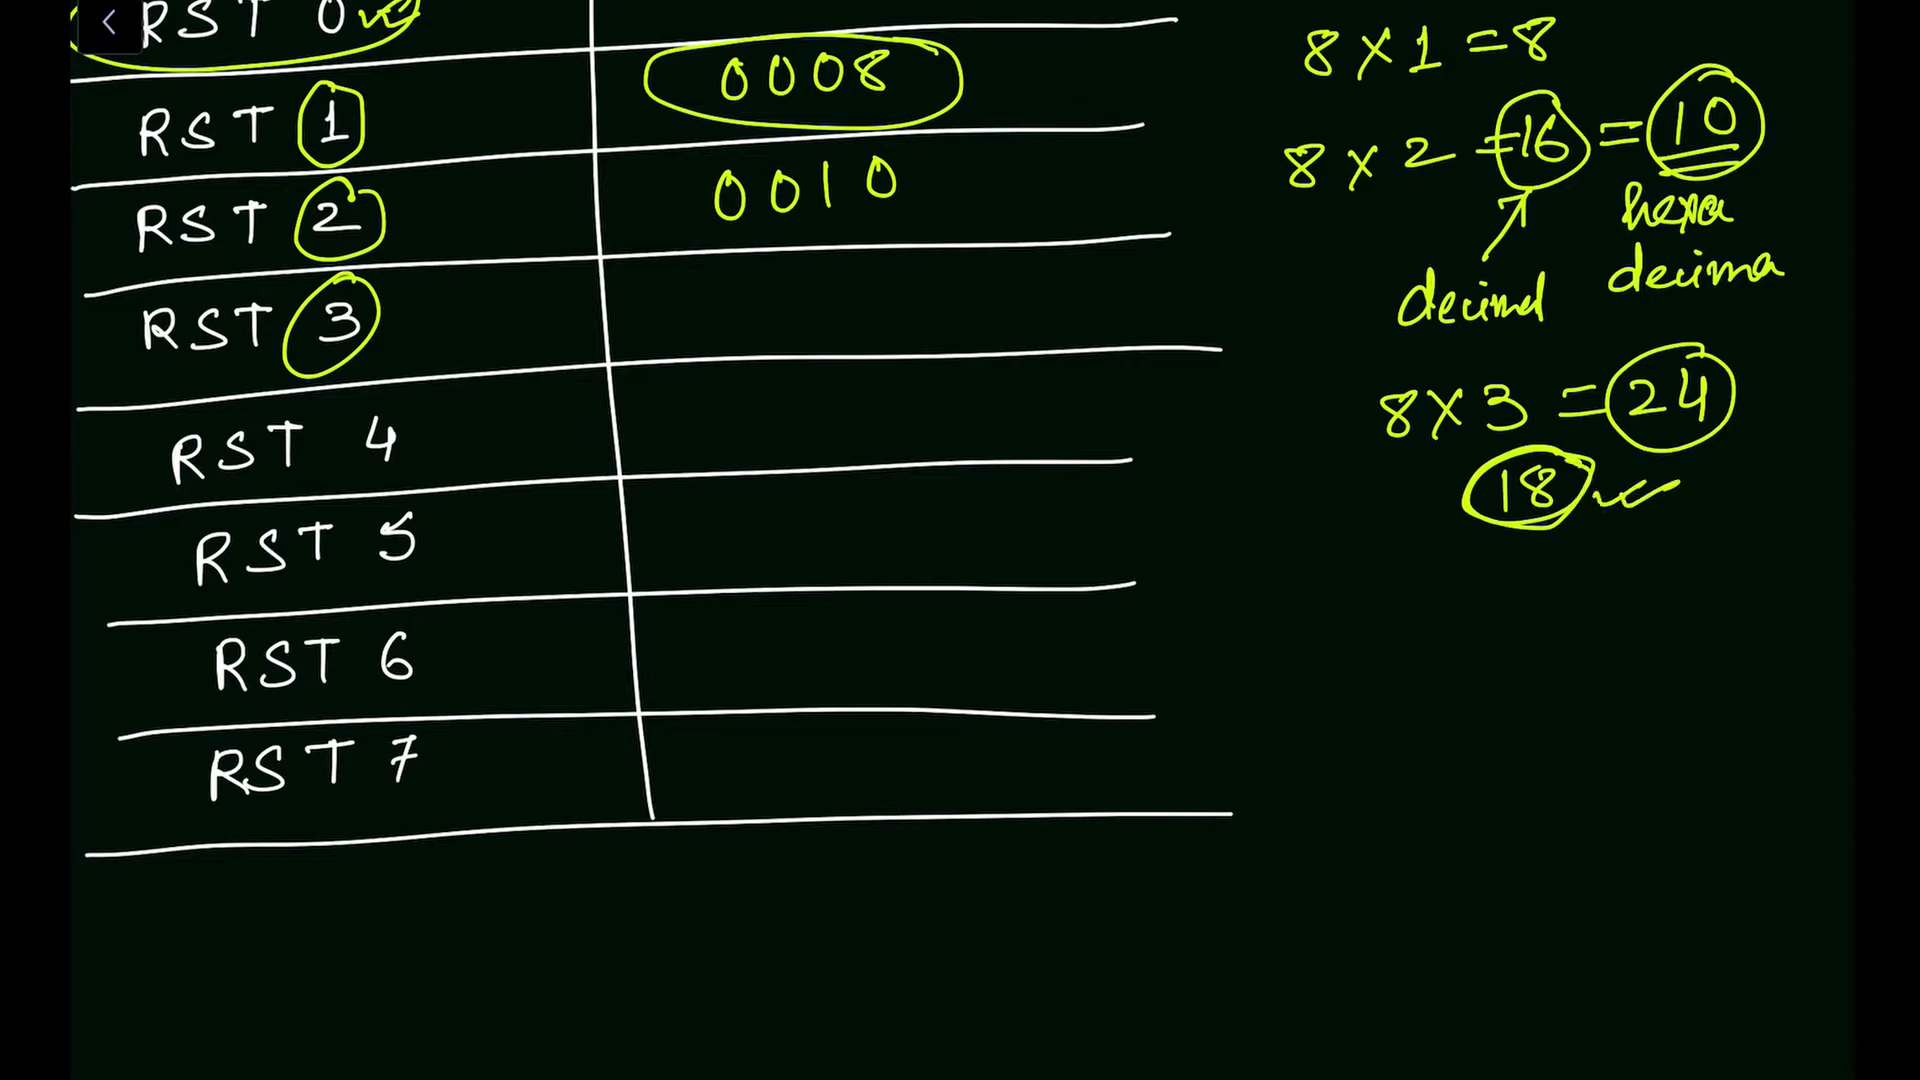 RST 0
RST 1 0008
RST 2 0010
RST 3
RST 4
RST 5
RST 6
RST 7
8 X 1 = 8
8 X 2 = 16 = 10
decimal
hexa
decima
8 X 3 = 24
18